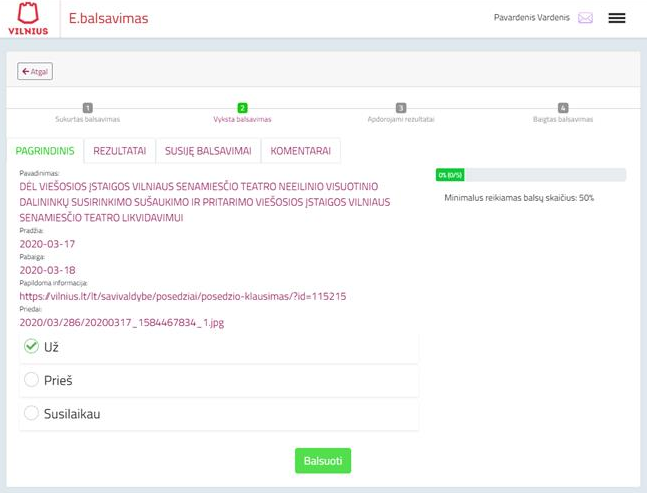 VILNIUS
E.balsavimas
Pavardenis Vardenis
Atgal
1
2
3
4
Sukurtas balsavimas
Vyksta balsavimas
Apdorojami rezultatai
Baigtas balsavimas
PAGRINDINIS
REZULTATAI
SUSIJĘ BALSAVIMAI
KOMENTARAI
Pavadinimas:
DĖL VIEŠOSIOS ĮSTAIGOS VILNIAUS SENAMIESČIO TEATRO NEEILINIO VISUOTINIO
DALININKŲ SUSIRINKIMO SUŠAUKIMO IR PRITARIMO VIEŠOSIOS ĮSTAIGOS VILNIAUS
SENAMIESČIO TEATRO LIKVIDAVIMUI
Pradžia:
2020-03-17
Pabaiga:
2020-03-18
Papildoma informacija:
https://vilnius.lt/lt/savivaldybe/posedziai/posedzio-klausimas/?id=115215
Priedai:
2020/03/286/20200317_1584467834_1.jpg
0% (0/5)
Minimalus reikiamas balsų skaičius: 50%
Už
Prieš
Susilaikau
Balsuoti